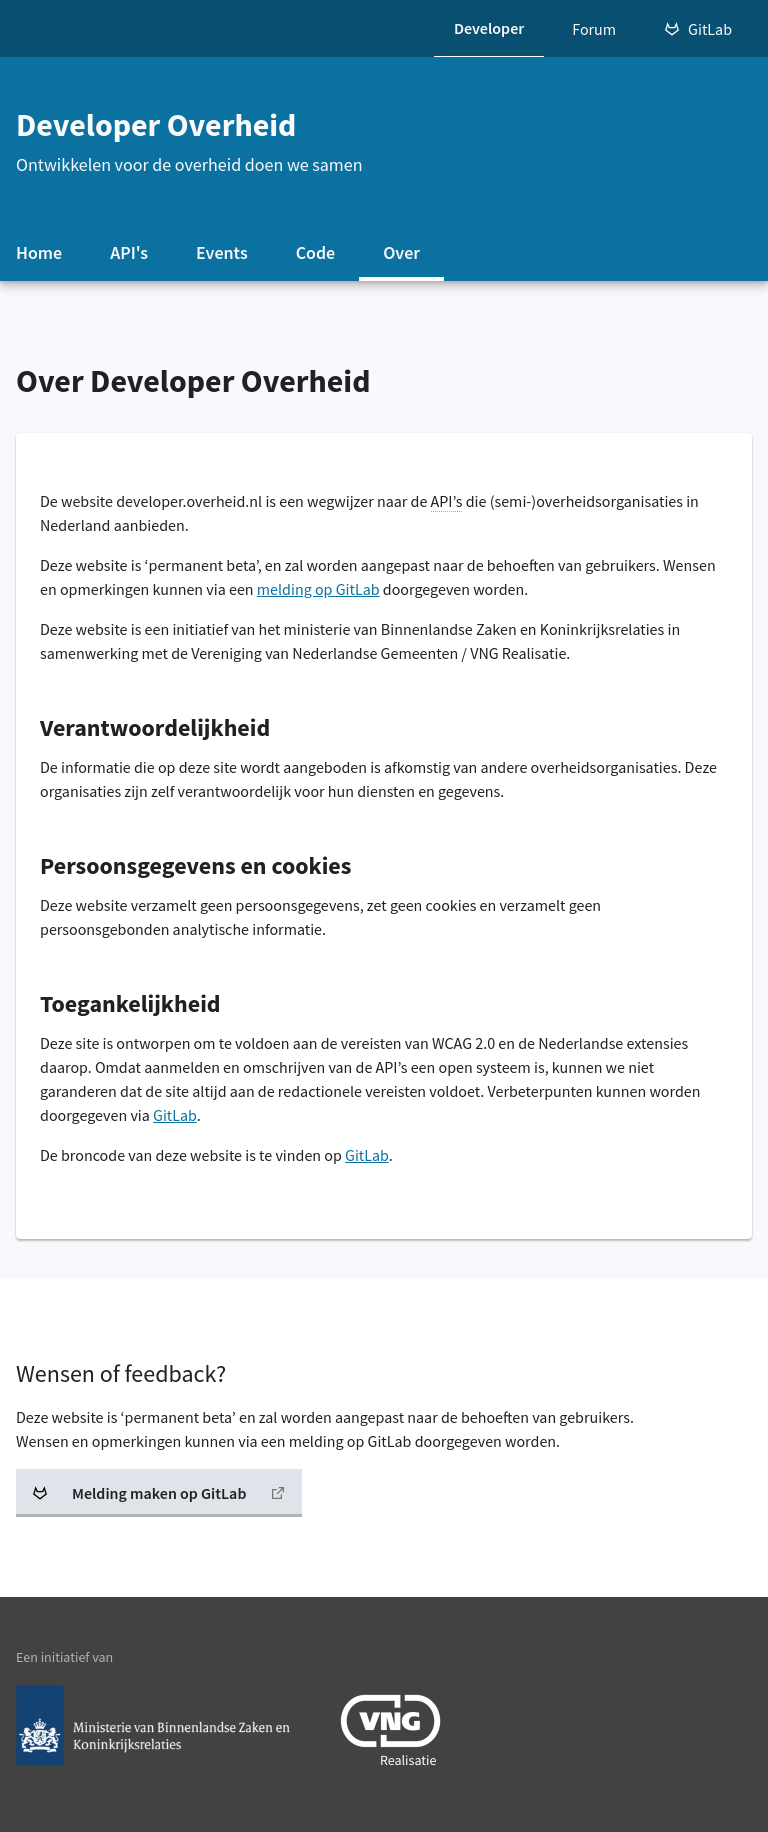 Developer Forum GitLab
Developer Overheid
Ontwikkelen voor de overheid doen we samen
Home API's Events Code Over
Over Developer Overheid
De website developer.overheid.nl is een wegwijzer naar de API’s die (semi-)overheidsorganisaties in
Nederland aanbieden.
Deze website is ‘permanent beta’, en zal worden aangepast naar de behoeften van gebruikers. Wensen
en opmerkingen kunnen via een melding op GitLab doorgegeven worden.
Deze website is een initiatief van het ministerie van Binnenlandse Zaken en Koninkrijksrelaties in
samenwerking met de Vereniging van Nederlandse Gemeenten / VNG Realisatie.
Verantwoordelijkheid
De informatie die op deze site wordt aangeboden is afkomstig van andere overheidsorganisaties. Deze
organisaties zijn zelf verantwoordelijk voor hun diensten en gegevens.
Persoonsgegevens en cookies
Deze website verzamelt geen persoonsgegevens, zet geen cookies en verzamelt geen
persoonsgebonden analytische informatie.
Toegankelijkheid
Deze site is ontworpen om te voldoen aan de vereisten van WCAG 2.0 en de Nederlandse extensies
daarop. Omdat aanmelden en omschrijven van de API’s een open systeem is, kunnen we niet
garanderen dat de site altijd aan de redactionele vereisten voldoet. Verbeterpunten kunnen worden
doorgegeven via GitLab.
De broncode van deze website is te vinden op GitLab.
Wensen of feedback?
Deze website is ‘permanent beta’ en zal worden aangepast naar de behoeften van gebruikers.
Wensen en opmerkingen kunnen via een melding op GitLab doorgegeven worden.
Melding maken op GitLab
Een initiatief van
Ministerie van Binnenlandse Zaken en
Koninkrijksrelaties
VNG
Realisatie